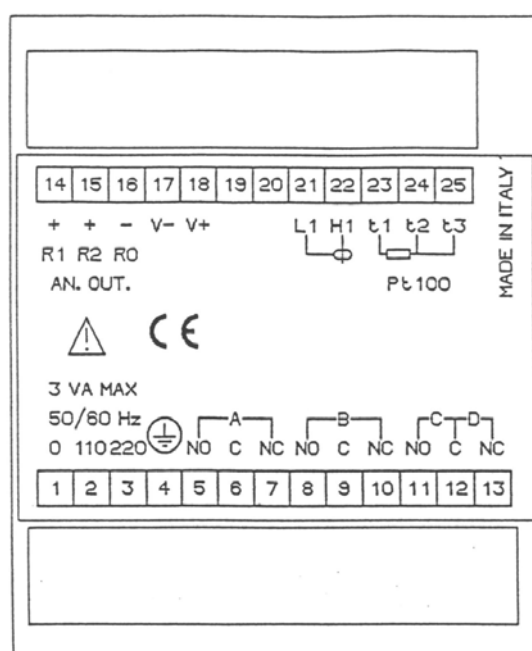 14 15 16 17 18 19 20 21 22 23 24 25
+ + - V- V+ L1 H1 t1 t2 t3
R1 R2 R0
AN. OUT. Pt100
MADE IN ITALY
CE
3 VA MAX
50/60 Hz A B C D
0 110 220 NO C NC NO C NC NO C NC
1 2 3 4 5 6 7 8 9 10 11 12 13